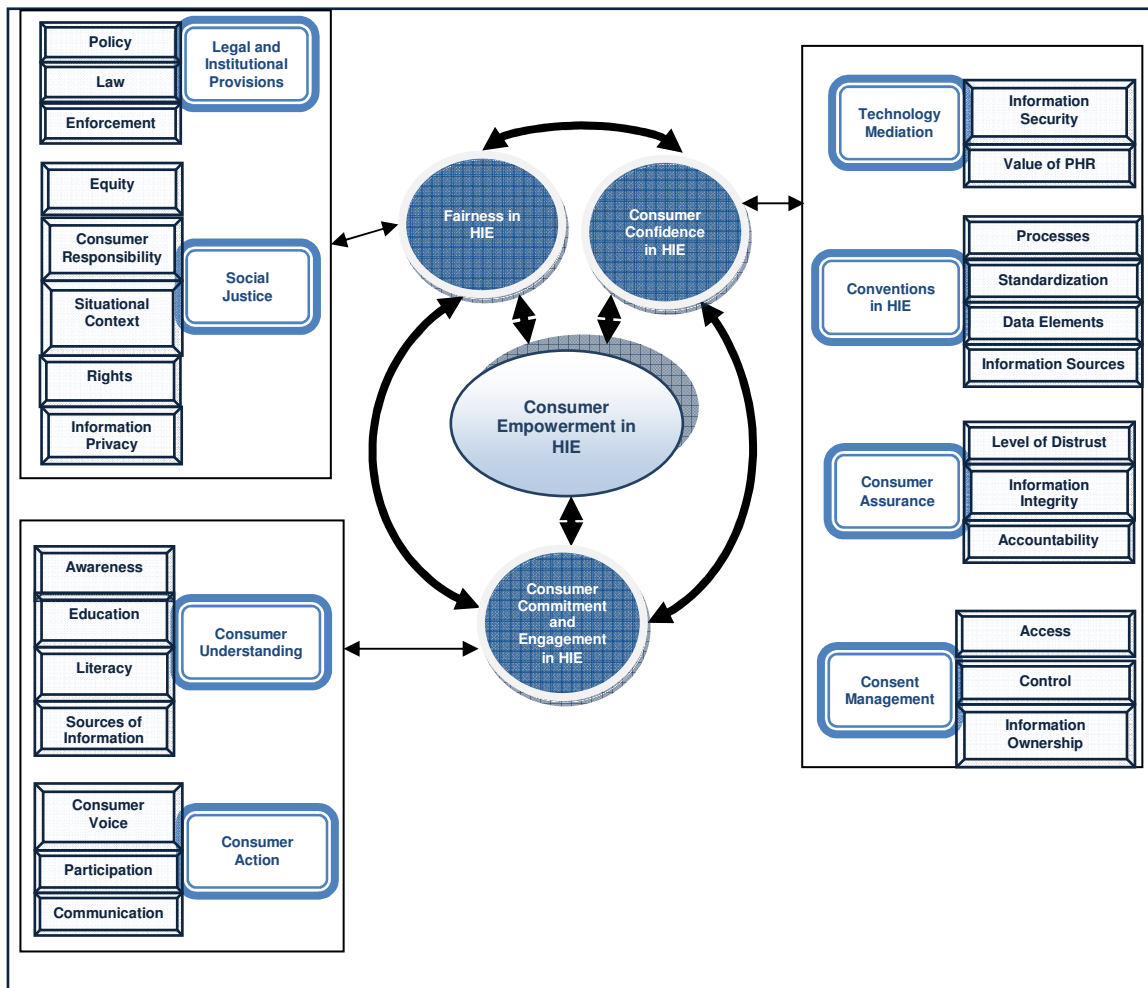 Policy
Law
Enforcement
Legal and
Institutional
Provisions
Equity
Consumer
Responsibility
Situational
Context
Rights
Information
Privacy
Social
Justice
Awareness
Education
Literacy
Sources of
Information
Consumer
Understanding
Consumer
Voice
Participation
Communication
Consumer
Action
Fairness in
HIE
Consumer
Confidence
in HIE
Consumer
Empowerment in
HIE
Consumer
Commitment
and
Engagement
in HIE
Technology
Mediation
Information
Security
Value of PHR
Conventions
in HIE
Processes
Standardization
Data Elements
Information Sources
Consumer
Assurance
Level of Distrust
Information
Integrity
Accountability
Consent
Management
Access
Control
Information
Ownership